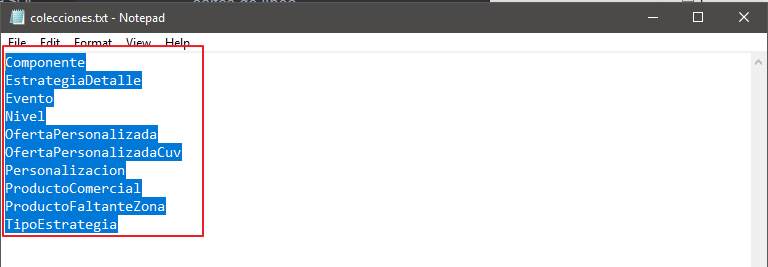 colecciones.txt - Notepad
File Edit Format View Help
Componente
EstrategiaDetalle
Evento
Nivel
OfertaPersonalizada
OfertaPersonalizadaCuv
Personalizacion
ProductoComercial
ProductoFaltanteZona
TipoEstrategia